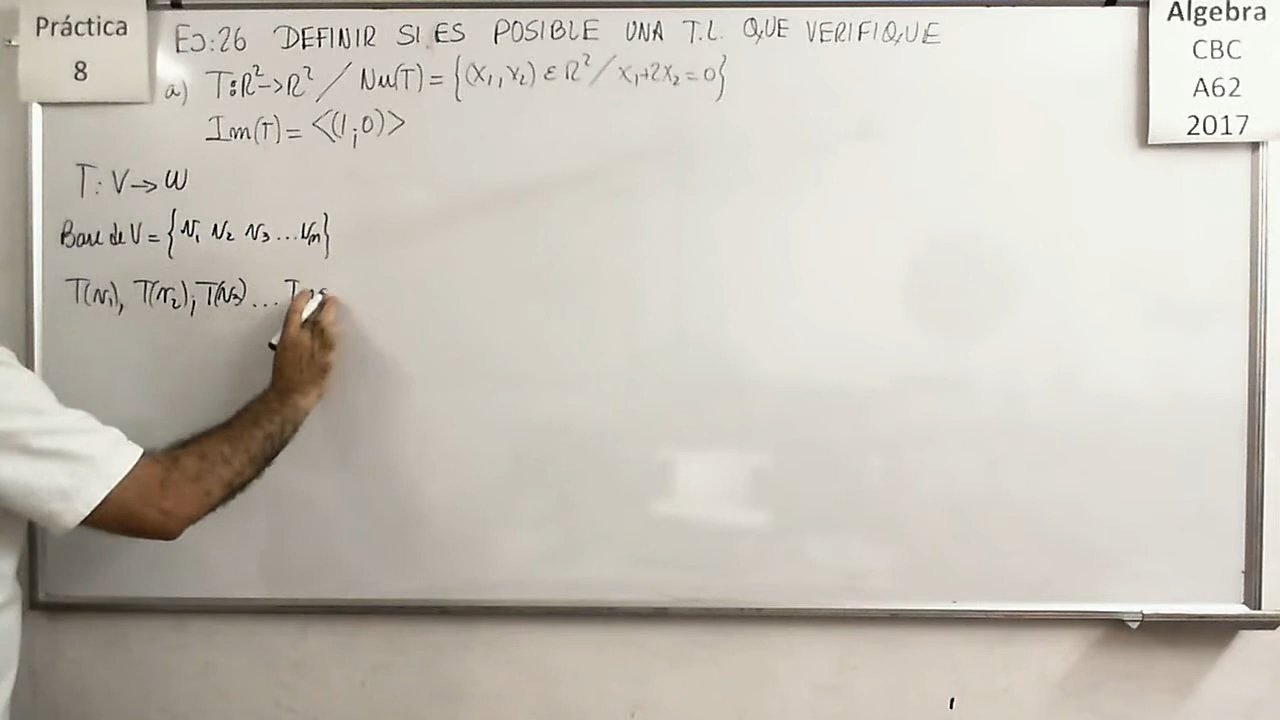 Práctica
8
EJ:26 DEFINIR SI ES POSIBLE UNA T.L. QUE VERIFIQUE
a) T:R²->R² / Nu(T) = {(X₁,X₂) ∈ R² / X₁+2X₂=0}
Im(T) = <(1;0)>
T: V → W
Base de V = {v₁ v₂ v₃ ... vₙ}
T(v₁), T(v₂), T(v₃) ... T
Algebra
CBC
A62
2017